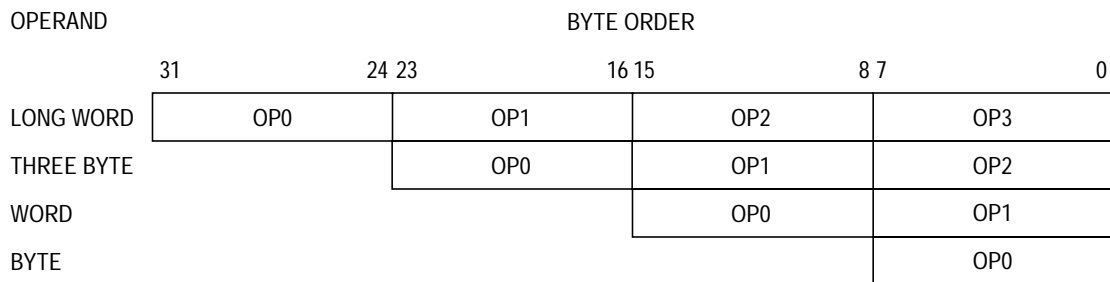 OPERAND BYTE ORDER
31 24 23 16 15 8 7 0
LONG WORD OP0 OP1 OP2 OP3
THREE BYTE OP0 OP1 OP2
WORD OP0 OP1
BYTE OP0